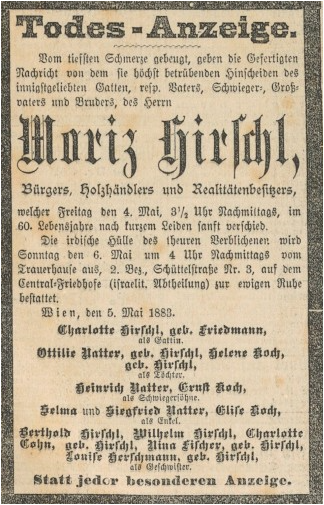 Todes-Anzeige.
Vom tiefsten Schmerze gebeugt, geben die Gefertigten
Nachricht von dem sie höchst betrübenden Hinscheiden des
innigstgeliebten Gatten, resp. Vaters, Schwieger-, Groß-
vaters und Bruders, des Herrn
Moriz Hirschl,
Bürgers, Holzhändlers und Realitätenbesitzers,
welcher Freitag den 4. Mai, 3½ Uhr Nachmittags, im
60. Lebensjahre nach kurzem Leiden sanft verschied.
Die irdische Hülle des theuren Verblichenen wird
Sonntag den 6. Mai um 4 Uhr Nachmittags vom
Trauerhause aus, 2. Bez., Schüttelstraße Nr. 3, auf dem
Central-Friedhofe (israelit. Abtheilung) zur ewigen Ruhe
bestattet.
Wien, den 5. Mai 1883.
Charlotte Hirschl, geb. Friedmann,
als Gattin.
Ottilie Natter, geb. Hirschl, Helene Koch,
geb. Hirschl,
als Töchter.
Heinrich Natter, Ernst Koch,
als Schwiegersöhne.
Selma und Siegfried Natter, Elise Koch,
als Enkel.
Berthold Hirschl, Wilhelm Hirschl, Charlotte
Cohn, geb. Hirschl, Nina Fischer, geb. Hirschl,
Louise Herschmann, geb. Hirschl,
als Geschwister.
Statt jeder besonderen Anzeige.